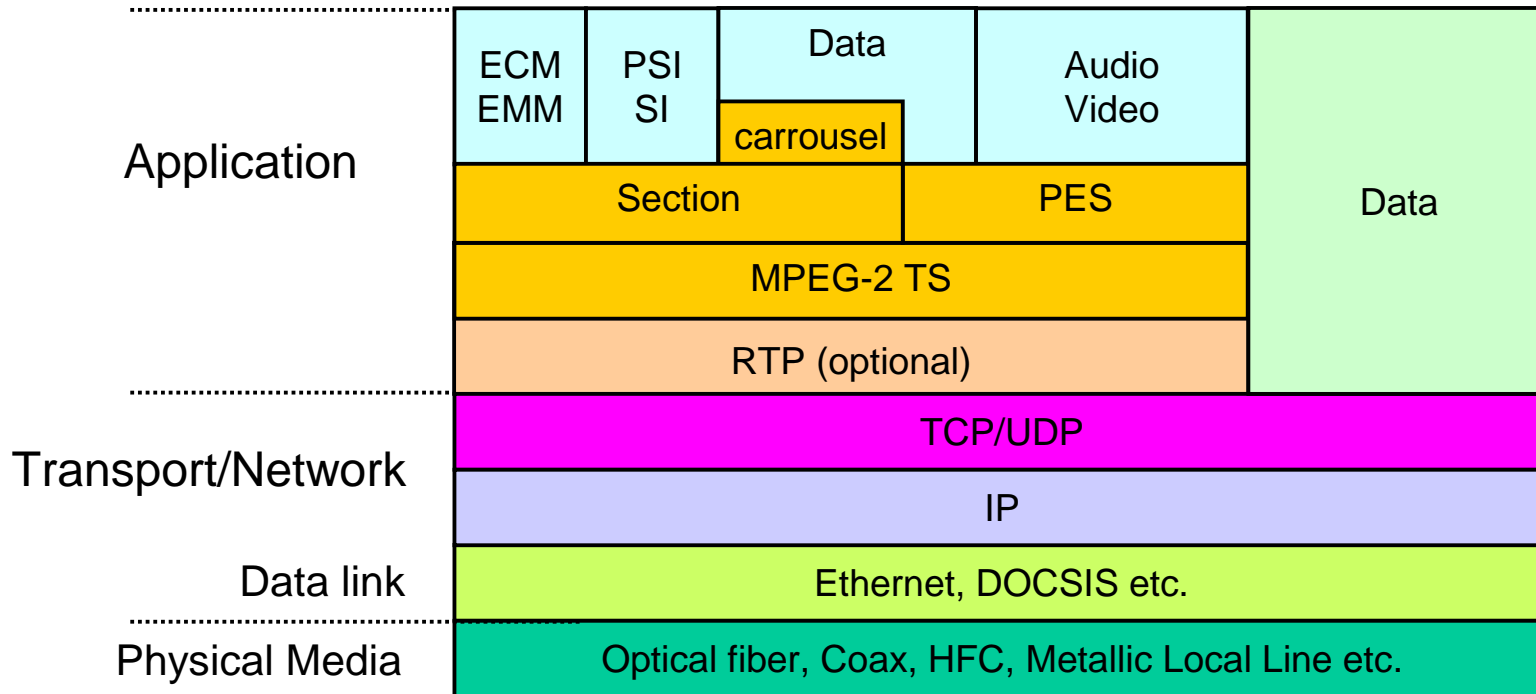 Application
Transport/Network
Data link
Physical Media
ECM
EMM
PSI
SI
Data
Audio
Video
carrousel
Section
PES
Data
MPEG-2 TS
RTP (optional)
TCP/UDP
IP
Ethernet, DOCSIS etc.
Optical fiber, Coax, HFC, Metallic Local Line etc.